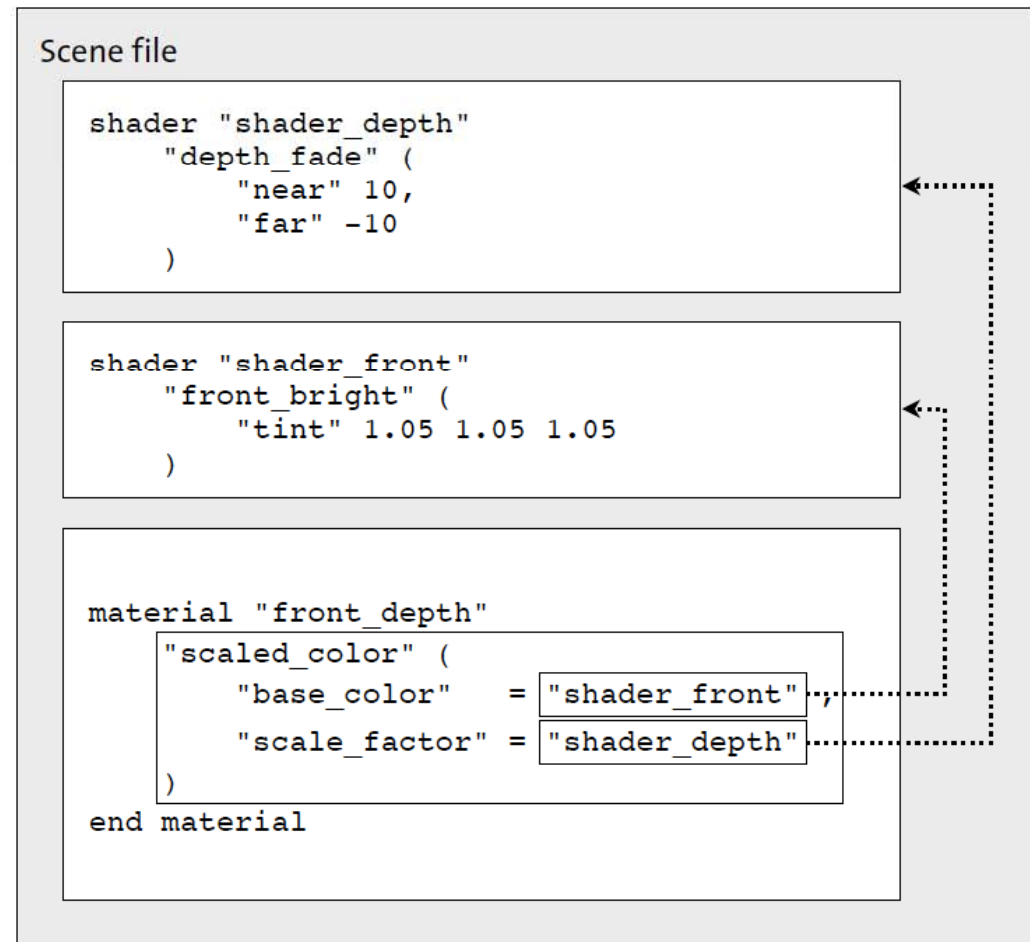 Scene file
shader "shader_depth"
"depth_fade" (
"near" 10,
"far" -10
)
shader "shader_front"
"front_bright" (
"tint" 1.05 1.05 1.05
)
material "front_depth"
"scaled_color" (
"base_color" = "shader_front" ,
"scale_factor" = "shader_depth"
)
end material